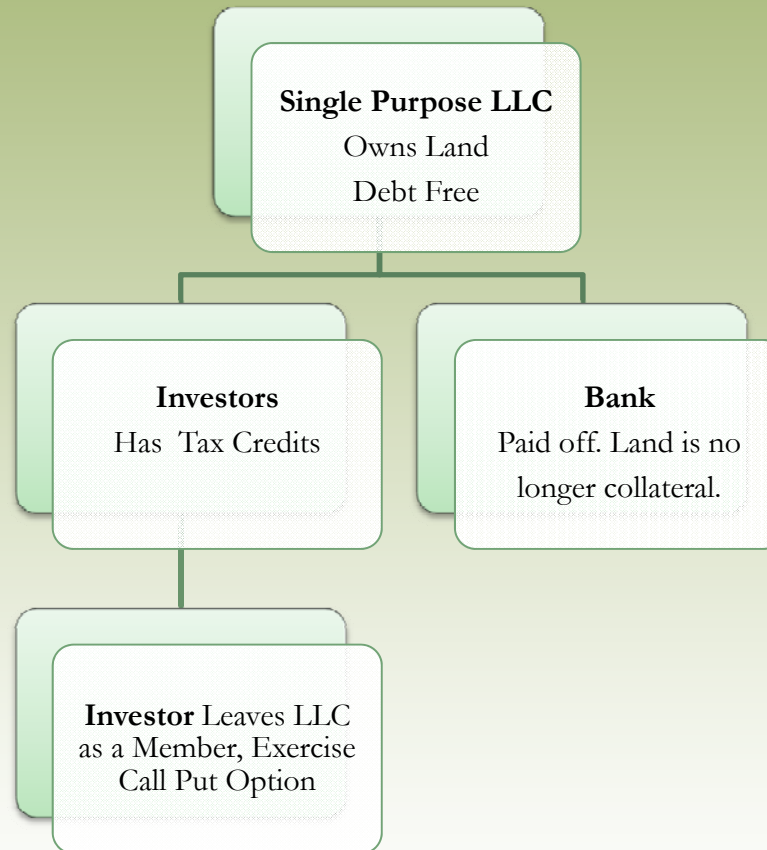 Single Purpose LLC
Owns Land
Debt Free
Investors
Has Tax Credits
Bank
Paid off. Land is no
longer collateral.
Investor Leaves LLC
as a Member, Exercise
Call Put Option